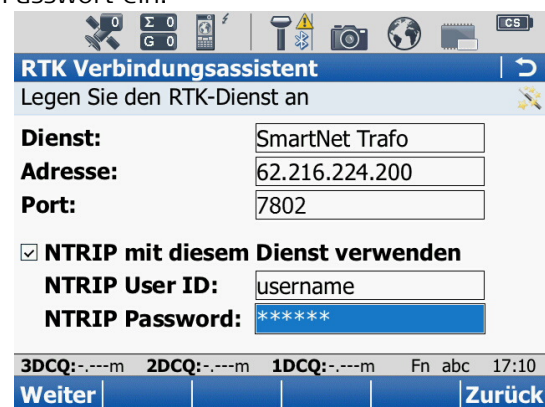 Passwort ein.
0
Σ 0
G 0
CS
RTK Verbindungsassistent
Legen Sie den RTK-Dienst an
Dienst: SmartNet Trafo
Adresse: 62.216.224.200
Port: 7802
NTRIP mit diesem Dienst verwenden
NTRIP User ID: username
NTRIP Password: ******
3DCQ:-.---m 2DCQ:-.---m 1DCQ:-.---m Fn abc 17:10
Weiter Zurück